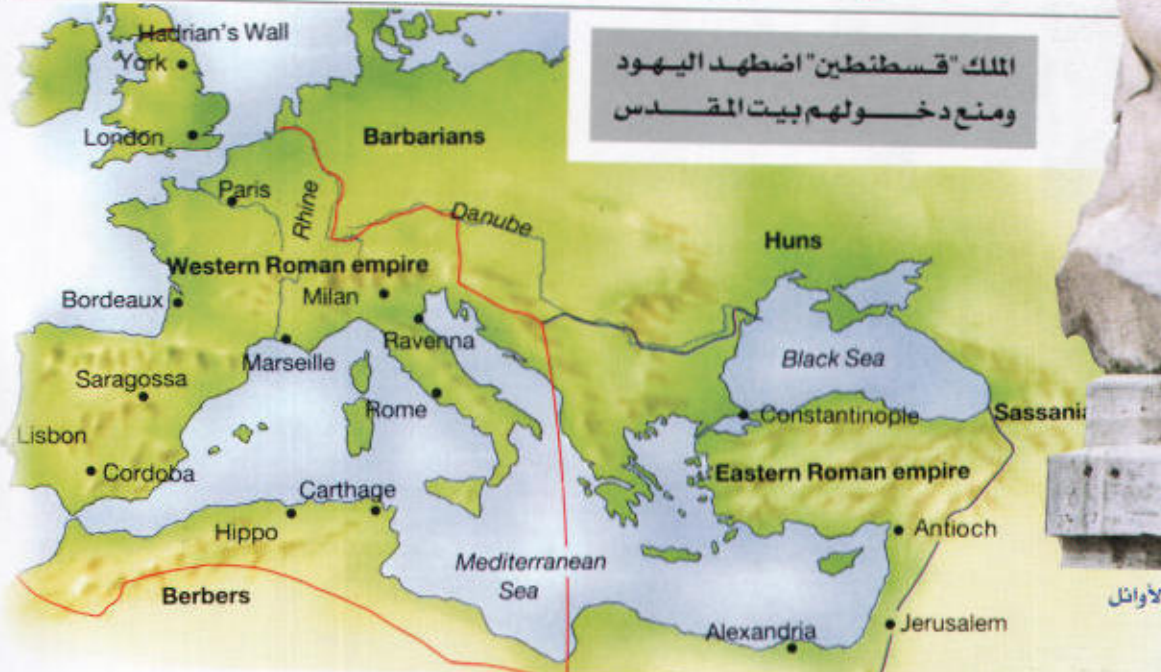 الملك "قسطنطين" اضطهد اليهود
ومنع دخولهم بيت المقدس
Hadrian's Wall
York
London
Barbarians
Paris
Rhine
Danube
Huns
Western Roman empire
Bordeaux
Milan
Ravenna
Marseille
Black Sea
Saragossa
Rome
Constantinople
Lisbon
Cordoba
Eastern Roman empire
Carthage
Hippo
Antioch
Mediterranean
Sea
Berbers
Alexandria
Jerusalem
الأوائل